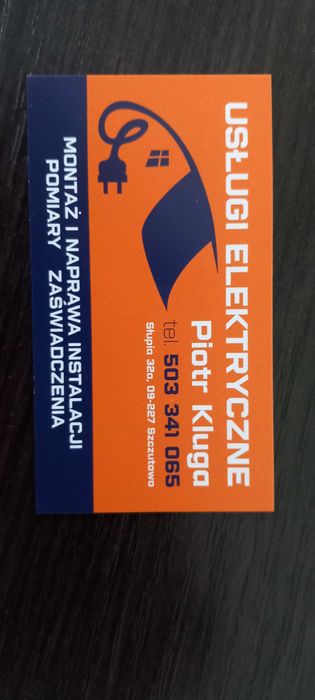 USŁUGI ELEKTRYCZNE
Piotr Kluga
tel. 503 341 065
Słupia 32a, 09-227 Szczutowo
MONTAŻ I NAPRAWA INSTALACJI
POMIARY ZAŚWIADCZENIA